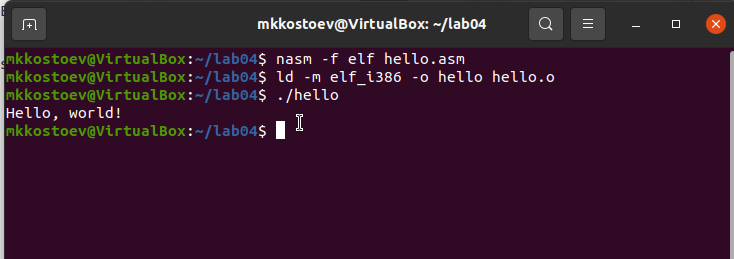 mkkostoev@VirtualBox: ~/lab04
mkkostoev@VirtualBox:~/lab04$ nasm -f elf hello.asm
mkkostoev@VirtualBox:~/lab04$ ld -m elf_i386 -o hello hello.o
mkkostoev@VirtualBox:~/lab04$ ./hello
Hello, world!
mkkostoev@VirtualBox:~/lab04$